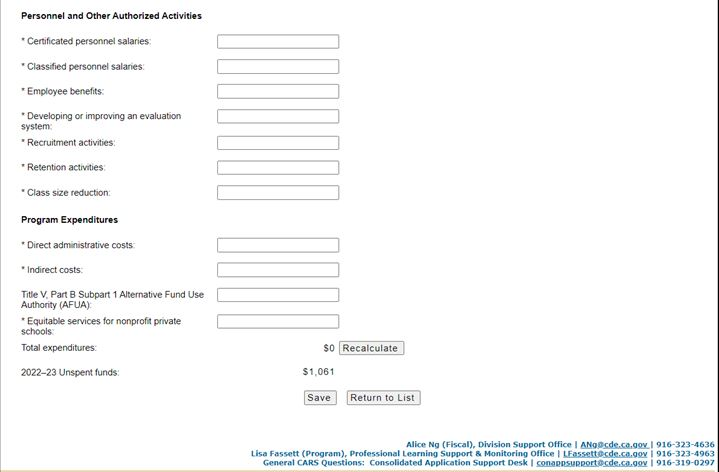 Personnel and Other Authorized Activities
* Certificated personnel salaries:
* Classified personnel salaries:
* Employee benefits:
* Developing or improving an evaluation
system:
* Recruitment activities:
* Retention activities:
* Class size reduction:
Program Expenditures
* Direct administrative costs:
* Indirect costs:
Title V, Part B Subpart 1 Alternative Fund Use
Authority (AFUA):
* Equitable services for nonprofit private
schools:
Total expenditures: $0 Recalculate
2022–23 Unspent funds: $1,061
Save Return to List
Alice Ng (Fiscal), Division Support Office | ANg@cde.ca.gov | 916-323-4636
Lisa Fassett (Program), Professional Learning Support & Monitoring Office | LFassett@cde.ca.gov | 916-323-4963
General CARS Questions: Consolidated Application Support Desk | conappsupport@cde.ca.gov | 916-319-0297